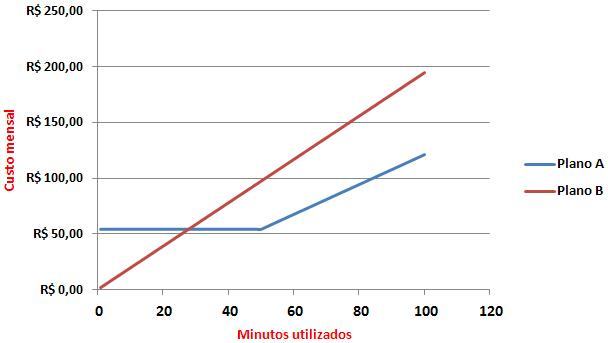 R$ 250,00
R$ 200,00
R$ 150,00
R$ 100,00
R$ 50,00
R$ 0,00
Custo mensal
0 20 40 60 80 100 120
Minutos utilizados
Plano A
Plano B